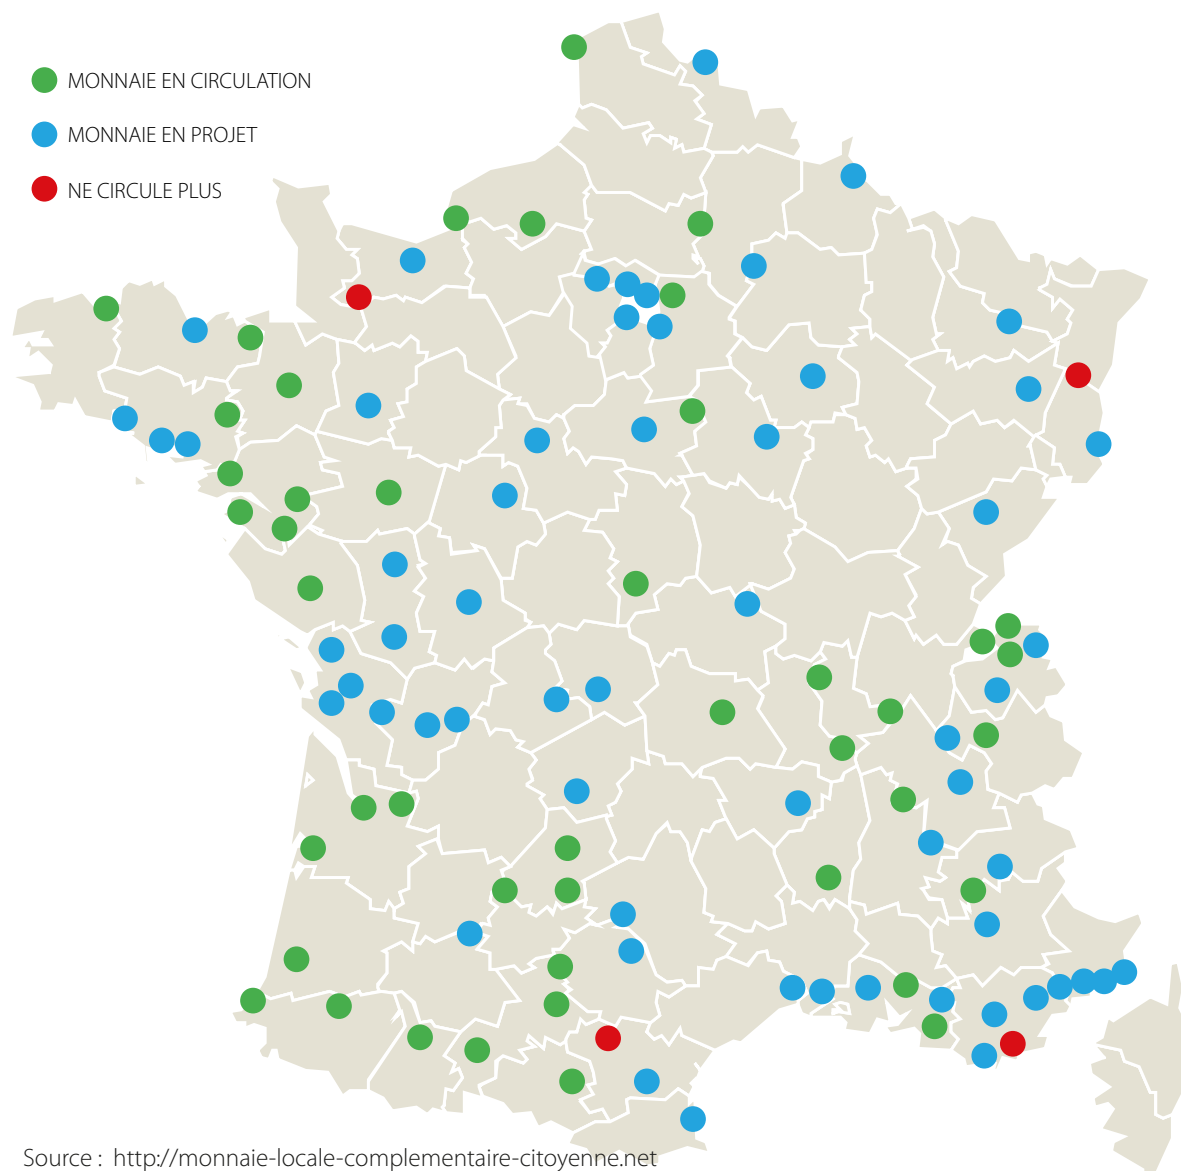 MONNAIE EN CIRCULATION
MONNAIE EN PROJET
NE CIRCULE PLUS
Source : http://monnaie-locale-complementaire-citoyenne.net